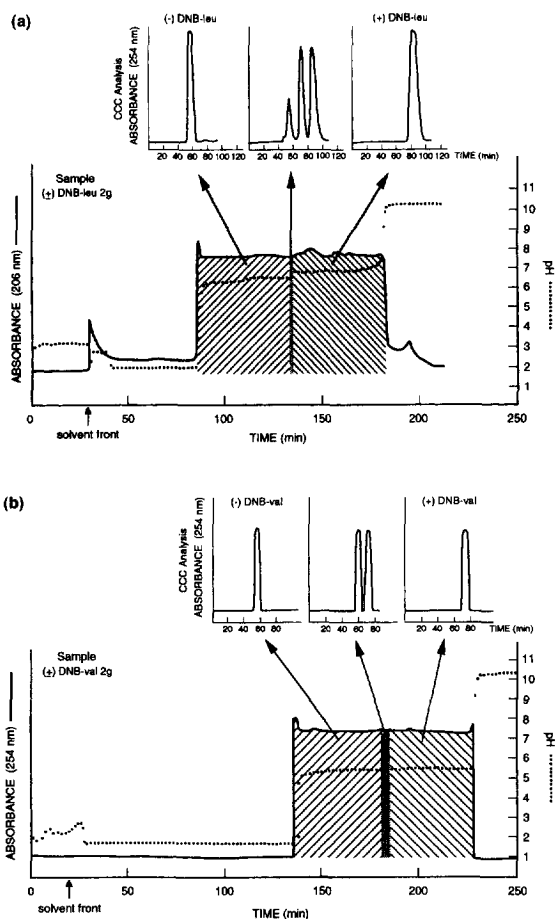 (a)
(-) DNB-leu
(+) DNB-leu
CCC Analysis
ABSORBANCE (254 nm)
20 40 60 80 100 120
20 40 60 80 100 120
20 40 60 80 100 120
TIME (min)
Sample
(±) DNB-leu 2g
ABSORBANCE (206 nm)
11
10
9
8
7
6
5
4
3
2
1
pH
0 50 100 150 200 250
solvent front
TIME (min)
(b)
(-) DNB-val
(+) DNB-val
CCC Analysis
ABSORBANCE (254 nm)
20 40 60 80
20 40 60 80
20 40 60 80
TIME (min)
Sample
(±) DNB-val 2g
ABSORBANCE (254 nm)
11
10
9
8
7
6
5
4
3
2
1
pH
0 50 100 150 200 250
solvent front
TIME (min)